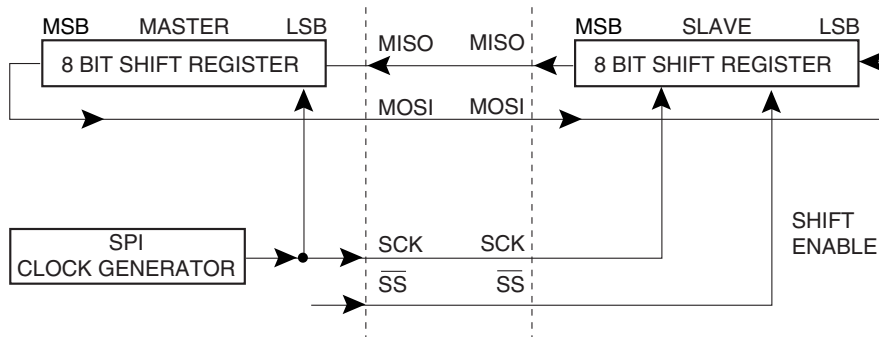 MSB MASTER LSB
8 BIT SHIFT REGISTER
MISO MISO
MSB SLAVE LSB
8 BIT SHIFT REGISTER
MOSI MOSI
SPI
CLOCK GENERATOR
SCK SCK
SS SS
SHIFT
ENABLE